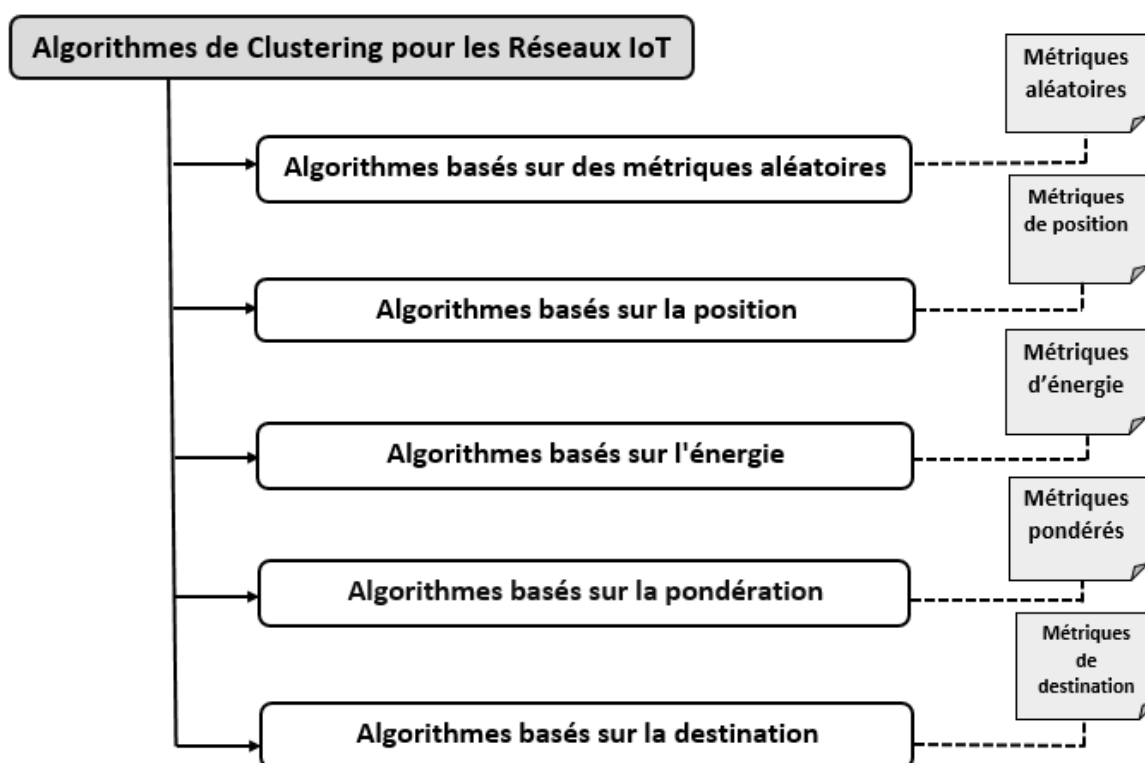 Algorithmes de Clustering pour les Réseaux IoT
Métriques
aléatoires
Algorithmes basés sur des métriques aléatoires
Métriques
de position
Algorithmes basés sur la position
Métriques
d’énergie
Algorithmes basés sur l'énergie
Métriques
pondérés
Algorithmes basés sur la pondération
Métriques
de
destination
Algorithmes basés sur la destination